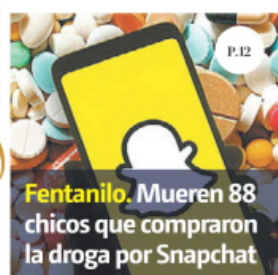 P.12
Fentanilo. Mueren 88
chicos que compraron
la droga por Snapchat